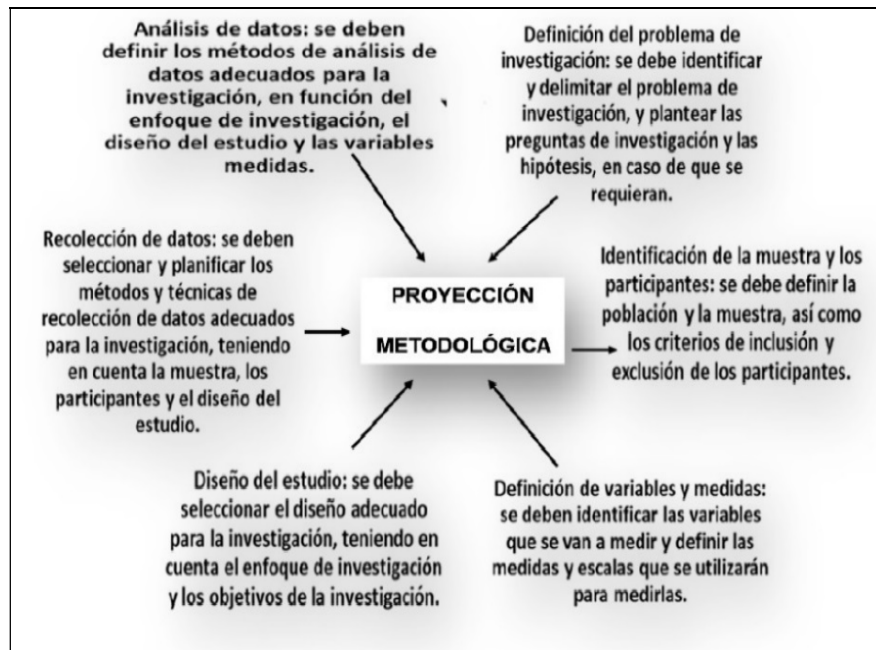 Análisis de datos: se deben
definir los métodos de análisis de
datos adecuados para la
investigación, en función del
enfoque de investigación, el
diseño del estudio y las variables
medidas.
Definición del problema de
investigación: se debe identificar
y delimitar el problema de
investigación, y plantear las
preguntas de investigación y las
hipótesis, en caso de que se
requieran.
Recolección de datos: se deben
seleccionar y planificar los
métodos y técnicas de
recolección de datos adecuados
para la investigación, teniendo
en cuenta la muestra, los
participantes y el diseño del
estudio.
PROYECCIÓN
METODOLÓGICA
Identificación de la muestra y los
participantes: se debe definir la
población y la muestra, así como
los criterios de inclusión y
exclusión de los participantes.
Diseño del estudio: se debe
seleccionar el diseño adecuado
para la investigación, teniendo en
cuenta el enfoque de investigación
y los objetivos de la investigación.
Definición de variables y medidas:
se deben identificar las variables
que se van a medir y definir las
medidas y escalas que se utilizarán
para medirlas.